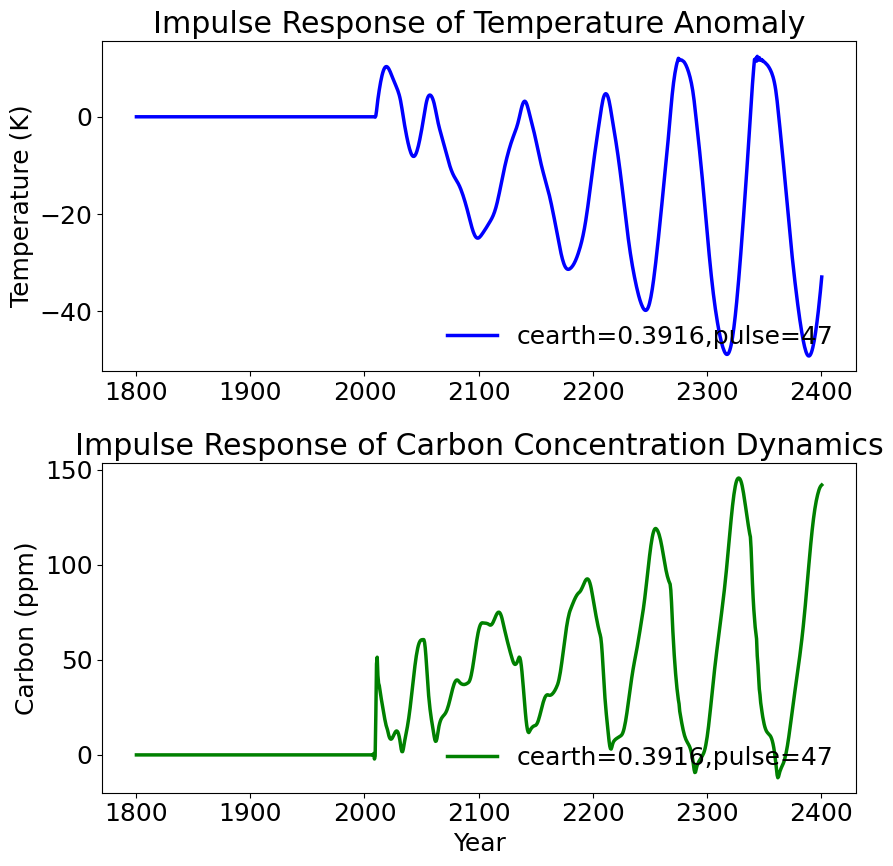 Impulse Response of Temperature Anomaly
Temperature (K)
0
−20
−40
cearth=0.3916,pulse=47
1800 1900 2000 2100 2200 2300 2400
Impulse Response of Carbon Concentration Dynamics
Carbon (ppm)
150
100
50
0
cearth=0.3916,pulse=47
1800 1900 2000 2100 2200 2300 2400
Year